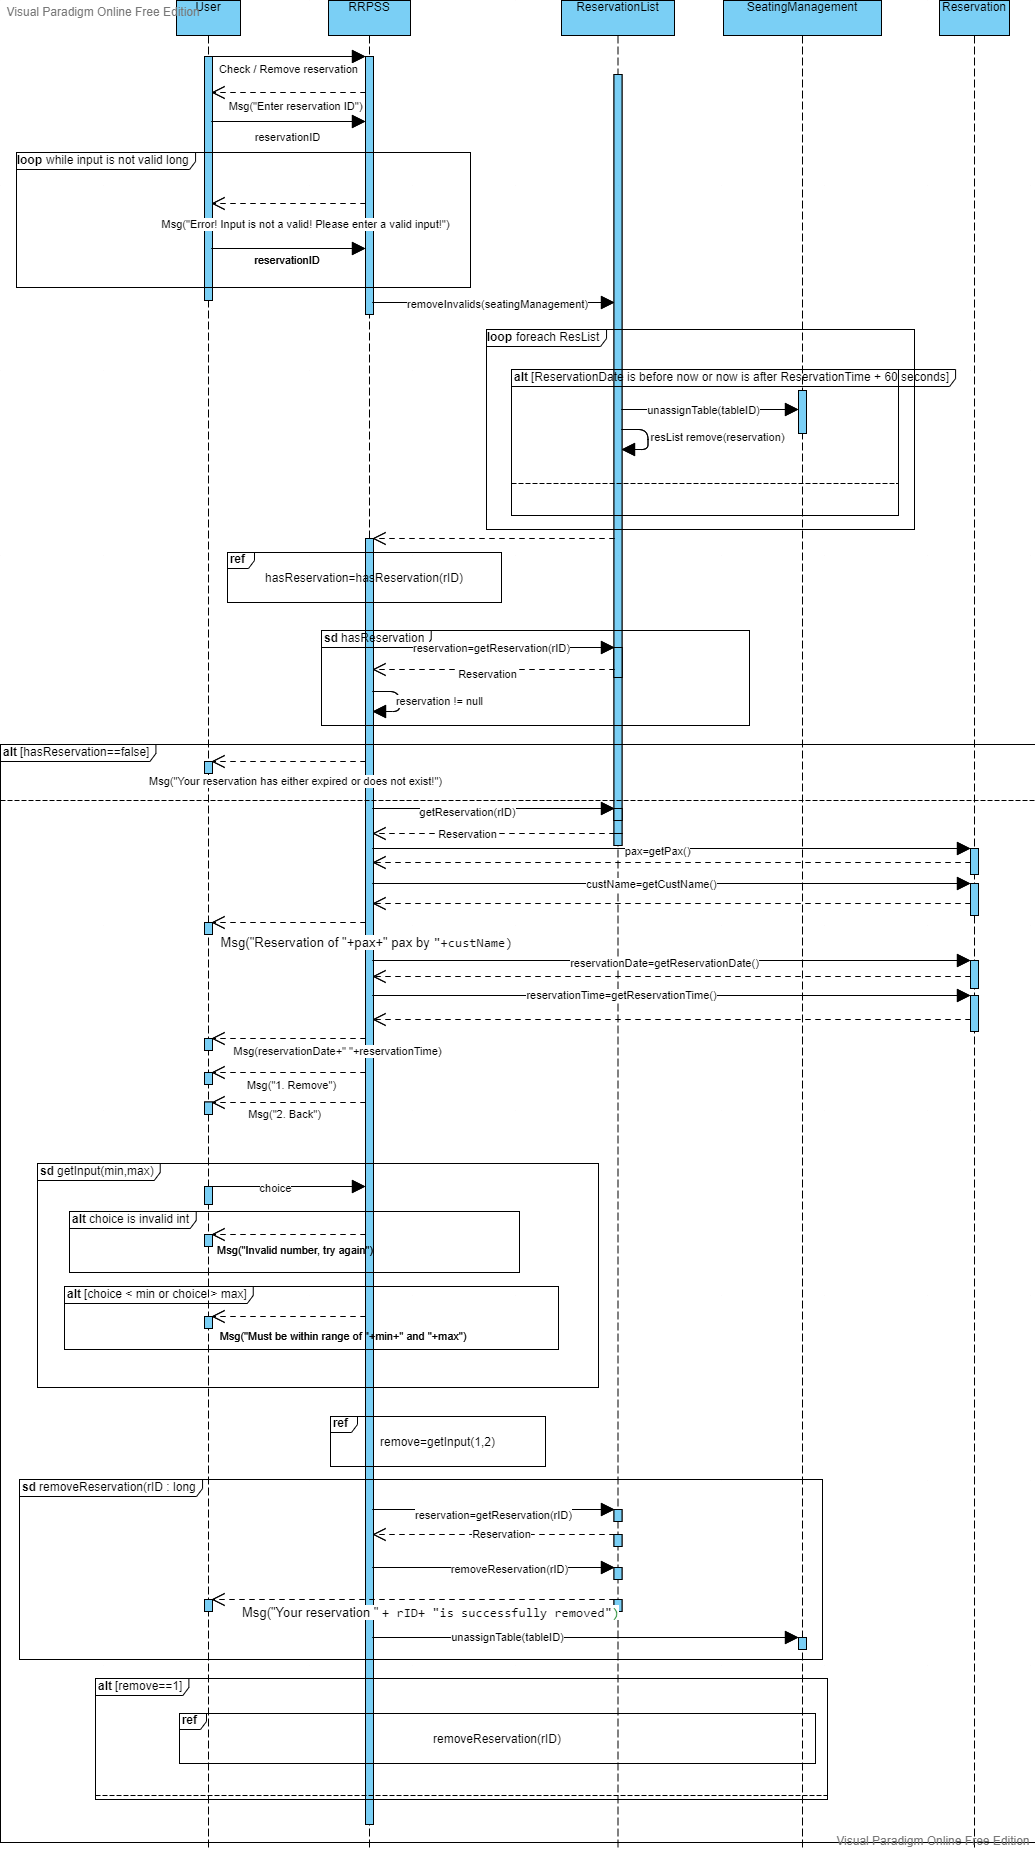 Visual Paradigm Online Free Edition
User
RRPSS
ReservationList
SeatingManagement
Reservation
Check / Remove reservation
Msg("Enter reservation ID")
reservationID
loop while input is not valid long
Msg("Error! Input is not a valid! Please enter a valid input!")
reservationID
removeInvalids(seatingManagement)
loop foreach ResList
alt [ReservationDate is before now or now is after ReservationTime + 60 seconds]
unassignTable(tableID)
resList remove(reservation)
ref
hasReservation=hasReservation(rID)
sd hasReservation
reservation=getReservation(rID)
Reservation
reservation != null
alt [hasReservation==false]
Msg("Your reservation has either expired or does not exist!")
getReservation(rID)
Reservation
pax=getPax()
custName=getCustName()
Msg("Reservation of "+pax+" pax by "+custName)
reservationDate=getReservationDate()
reservationTime=getReservationTime()
Msg(reservationDate+" "+reservationTime)
Msg("1. Remove")
Msg("2. Back")
sd getInput(min,max)
choice
alt choice is invalid int
Msg("Invalid number, try again")
alt [choice < min or choice > max]
Msg("Must be within range of "+min+" and "+max")
ref
remove=getInput(1,2)
sd removeReservation(rID : long
reservation=getReservation(rID)
Reservation
removeReservation(rID)
Msg("Your reservation " + rID+ "is successfully removed")
unassignTable(tableID)
alt [remove==1]
ref
removeReservation(rID)
Visual Paradigm Online Free Edition